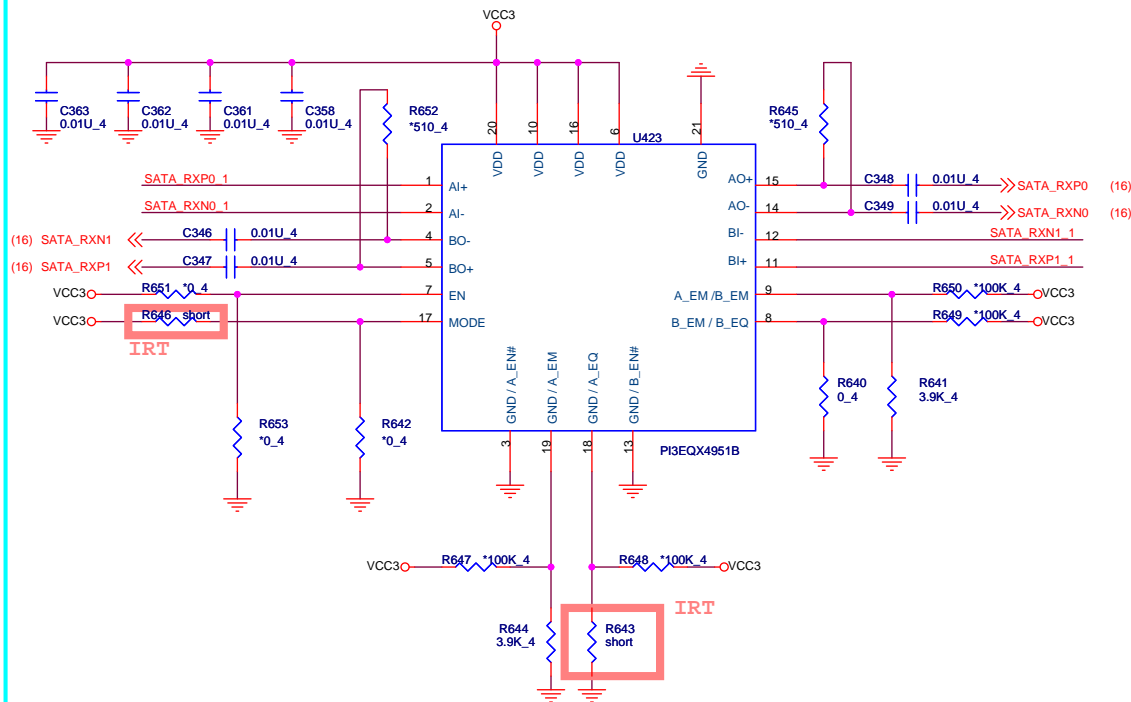 VCC3
C363
0.01U_4
C362
0.01U_4
C361
0.01U_4
C358
0.01U_4
R652
*510_4
R645
*510_4
20
10
16
6
21
U423
VDD
VDD
VDD
VDD
GND
SATA_RXP0_1
1
AI+
SATA_RXN0_1
2
AI-
(16) SATA_RXN1
C346
0.01U_4
4
BO-
(16) SATA_RXP1
C347
0.01U_4
5
BO+
VCC3
R651 *0_4
7
EN
VCC3
R646 short
17
MODE
IRT
AO+
15
C348
0.01U_4
SATA_RXP0 (16)
AO-
14
C349
0.01U_4
SATA_RXN0 (16)
BI-
12
SATA_RXN1_1
BI+
11
SATA_RXP1_1
A_EM /B_EM
9
R650 *100K_4
VCC3
B_EM / B_EQ
8
R649 *100K_4
VCC3
GND / A_EN#
GND / A_EM
GND / A_EQ
GND / B_EN#
3
19
18
13
PI3EQX4951B
R653
*0_4
R642
*0_4
R640
0_4
R641
3.9K_4
VCC3
R647 *100K_4
R648 *100K_4
VCC3
R644
3.9K_4
R643
short
IRT